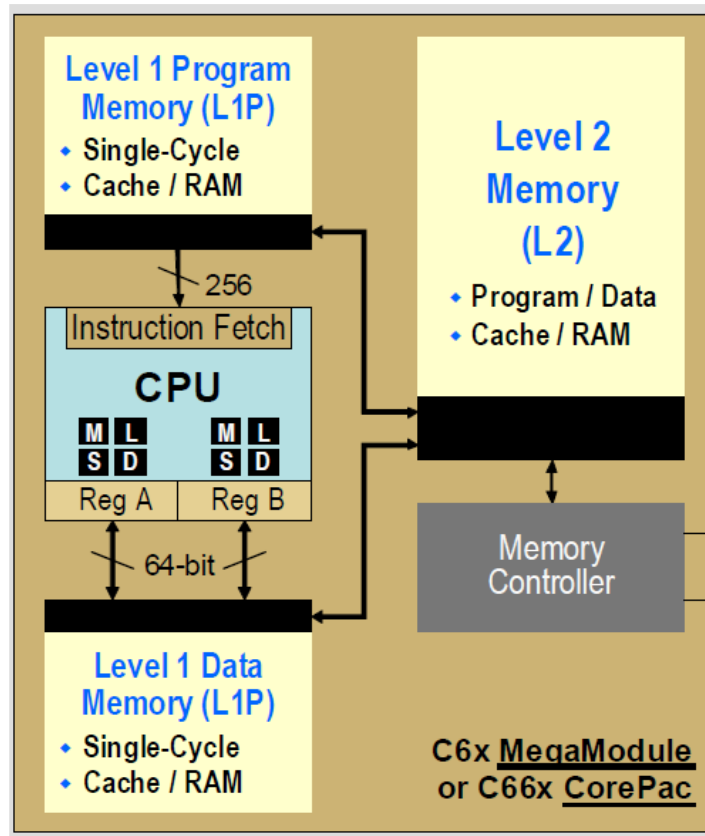 Level 1 Program
Memory (L1P)
Single-Cycle
Cache / RAM
256
Instruction Fetch
CPU
M L
S D
M L
S D
Reg A
Reg B
64-bit
Level 1 Data
Memory (L1P)
Single-Cycle
Cache / RAM
Level 2
Memory
(L2)
Program / Data
Cache / RAM
Memory
Controller
C6x MegaModule
or C66x CorePac